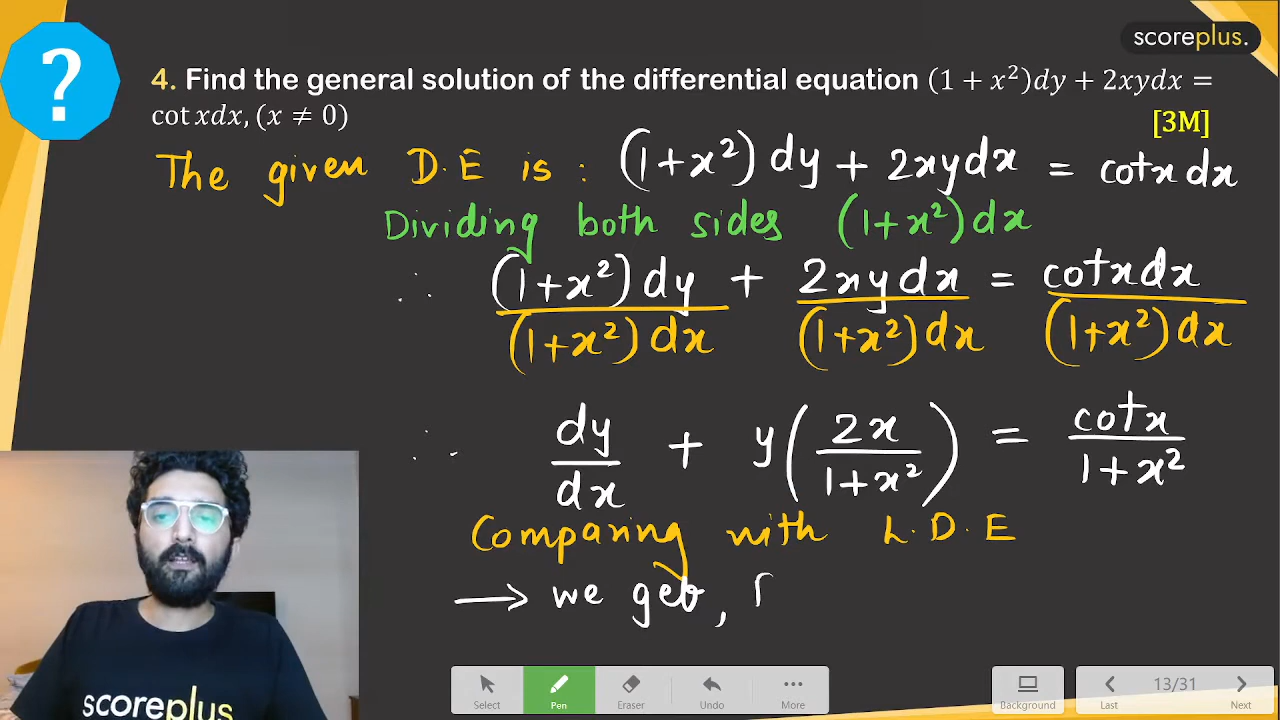 scoreplus.
?
4. Find the general solution of the differential equation (1 + x²)dy + 2xydx =
cot xdx, (x ≠ 0)
[3M]
The given D.E is : (1+x²) dy + 2xydx = cotx dx
Dividing both sides (1+x²)dx
∴ (1+x²)dy/(1+x²)dx + 2xydx/(1+x²)dx = cotxdx/(1+x²)dx
∴ dy/dx + y(2x/1+x²) = cotx/1+x²
Comparing with L.D.E
→ we get,
scoreplus
Select Pen Eraser Undo More Background Last 13/31 Next